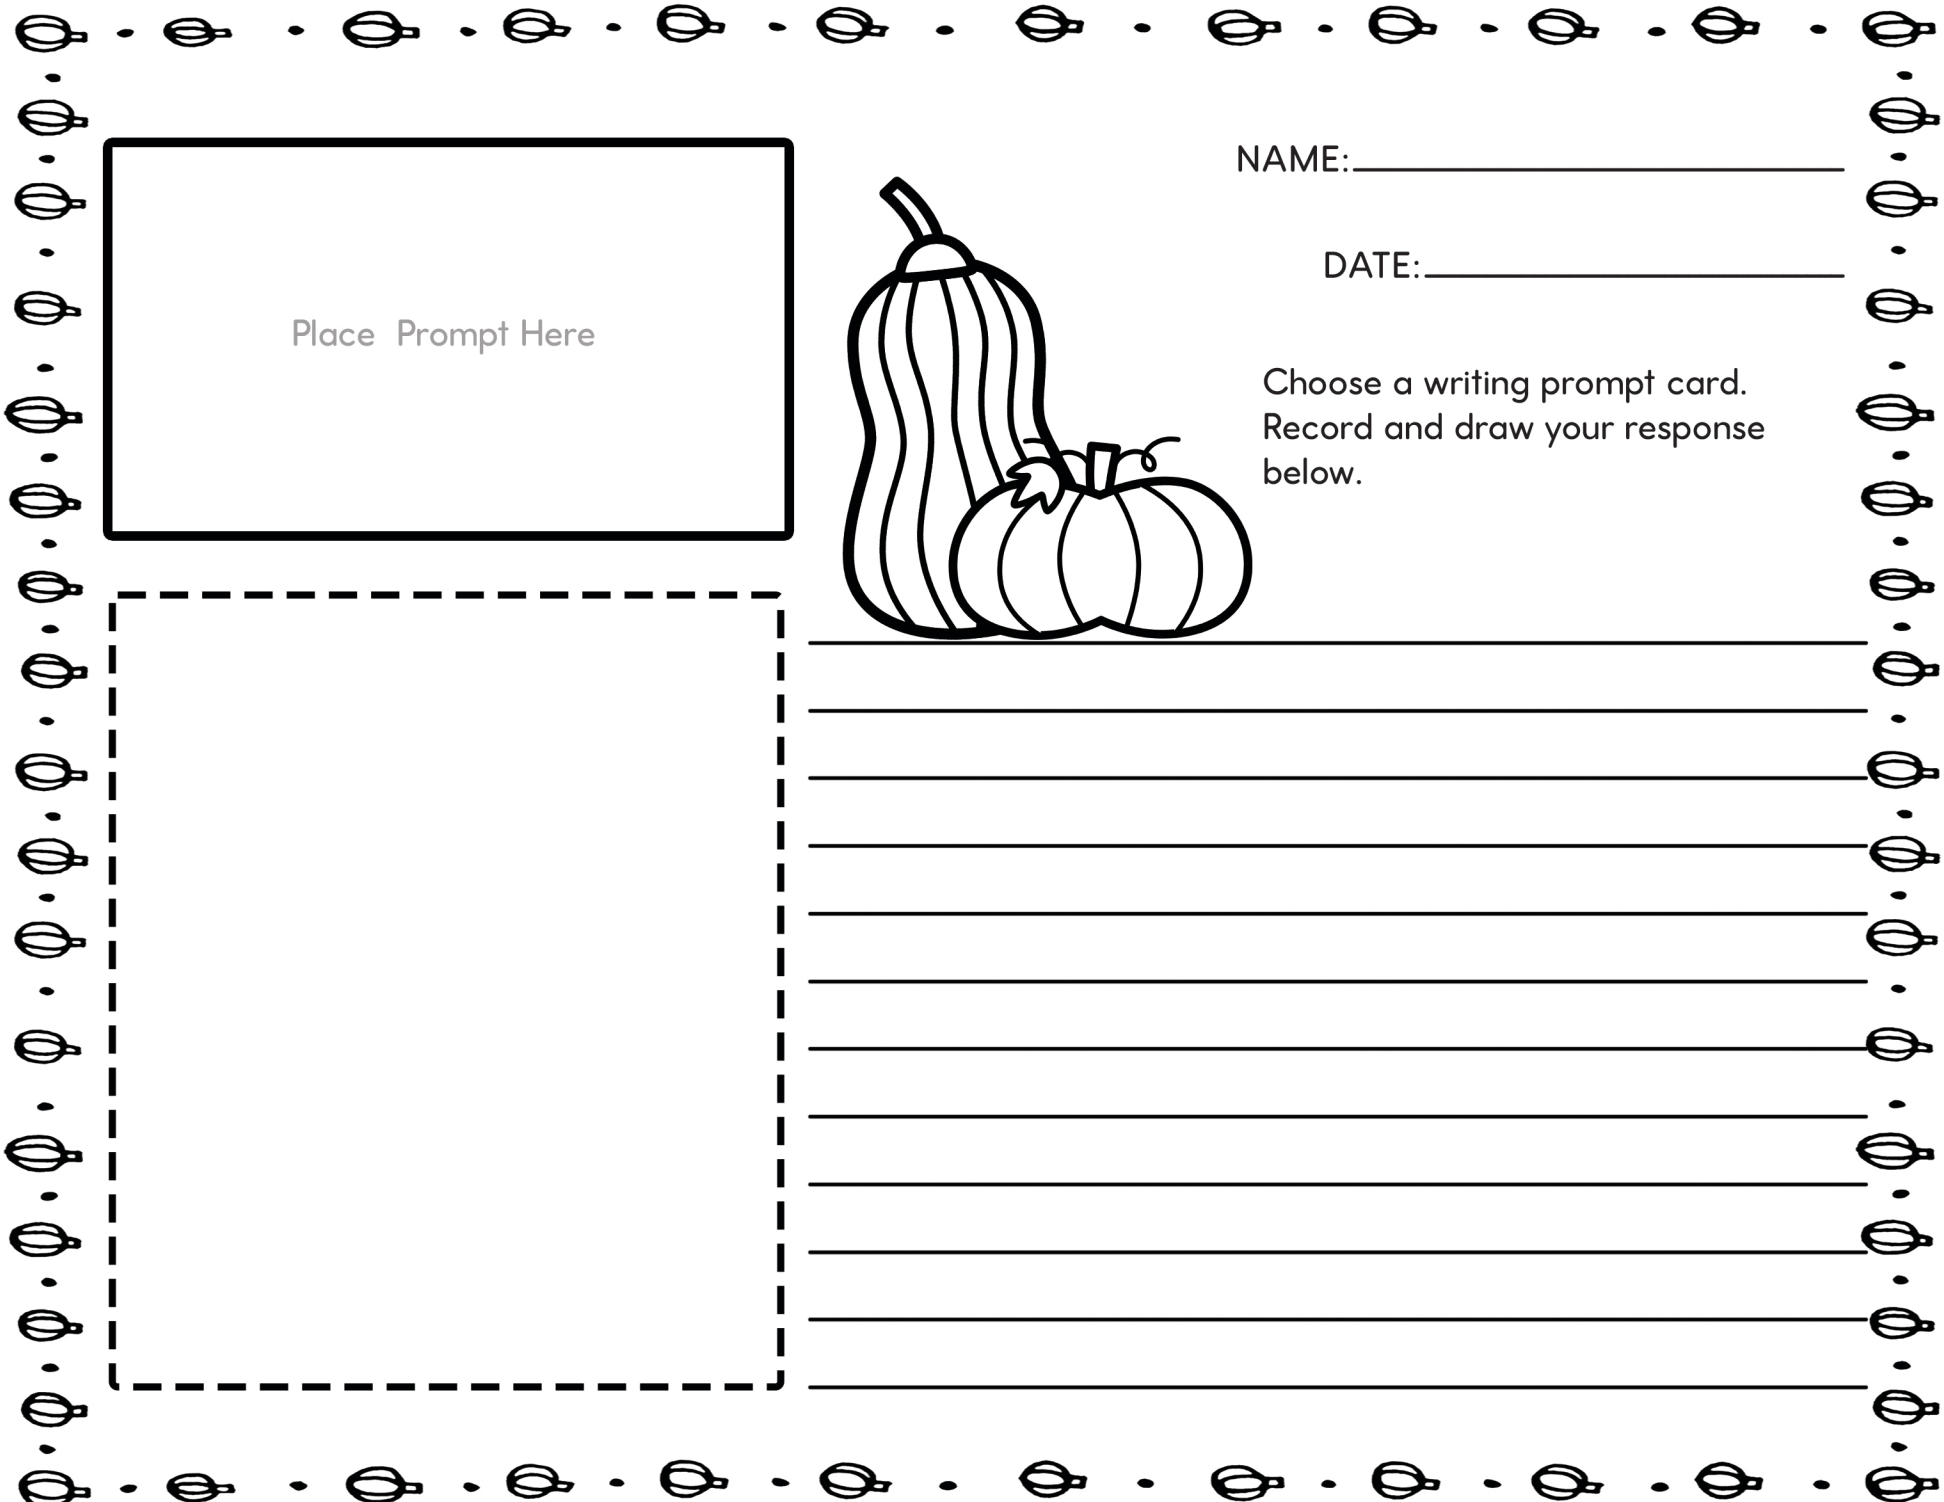 NAME:
DATE:
Place Prompt Here
Choose a writing prompt card.
Record and draw your response
below.